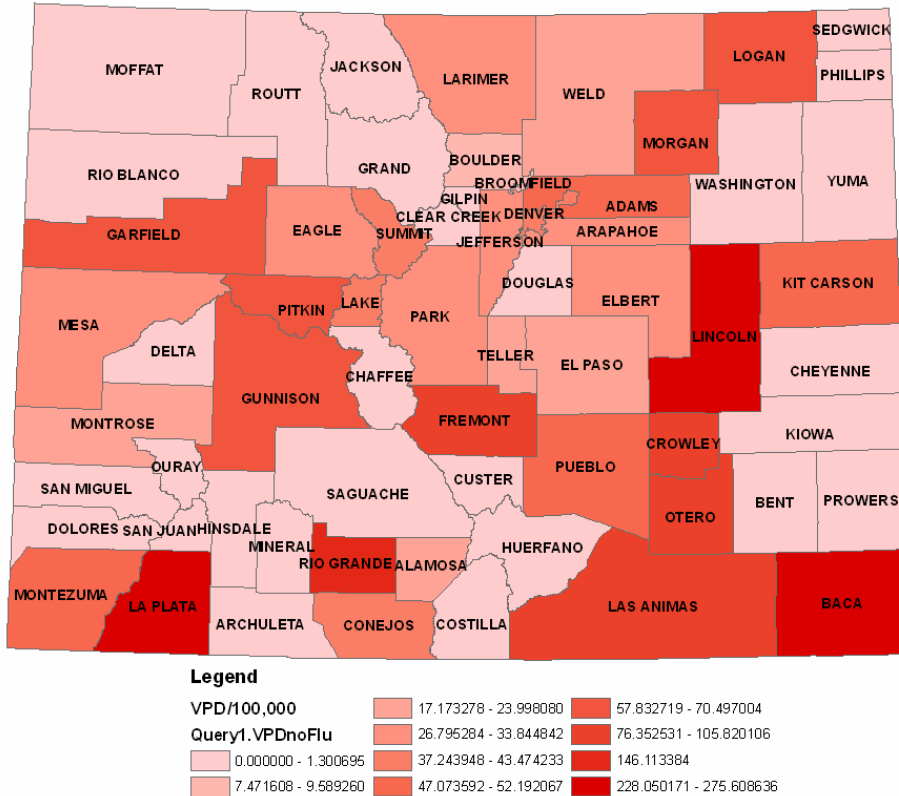 SEDGWICK
LOGAN
JACKSON
MOFFAT
LARIMER
PHILLIPS
ROUTT
WELD
MORGAN
BOULDER
GRAND
RIO BLANCO
YUMA
BROOMFIELD
WASHINGTON
GILPIN
ADAMS
CLEAR CREEK
DENVER
EAGLE
SUMMIT
ARAPAHOE
GARFIELD
JEFFERSON
DOUGLAS
KIT CARSON
ELBERT
LAKE
PITKIN
PARK
MESA
LINCOLN
DELTA
TELLER
EL PASO
CHEYENNE
CHAFFEE
GUNNISON
FREMONT
MONTROSE
KIOWA
CROWLEY
OURAY
PUEBLO
CUSTER
SAN MIGUEL
SAGUACHE
BENT
PROWERS
OTERO
DOLORES
SAN JUAN
HINSDALE
MINERAL
HUERFANO
RIO GRANDE
ALAMOSA
MONTEZUMA
LA PLATA
LAS ANIMAS
BACA
ARCHULETA
CONEJOS
COSTILLA
Legend
VPD/100,000
Query1.VPDnoFlu
0.000000 - 1.300695
7.471608 - 9.589260
17.173278 - 23.998080
26.795284 - 33.844842
37.243948 - 43.474233
47.073592 - 52.192067
57.832719 - 70.497004
76.352531 - 105.820106
146.113384
228.050171 - 275.608636